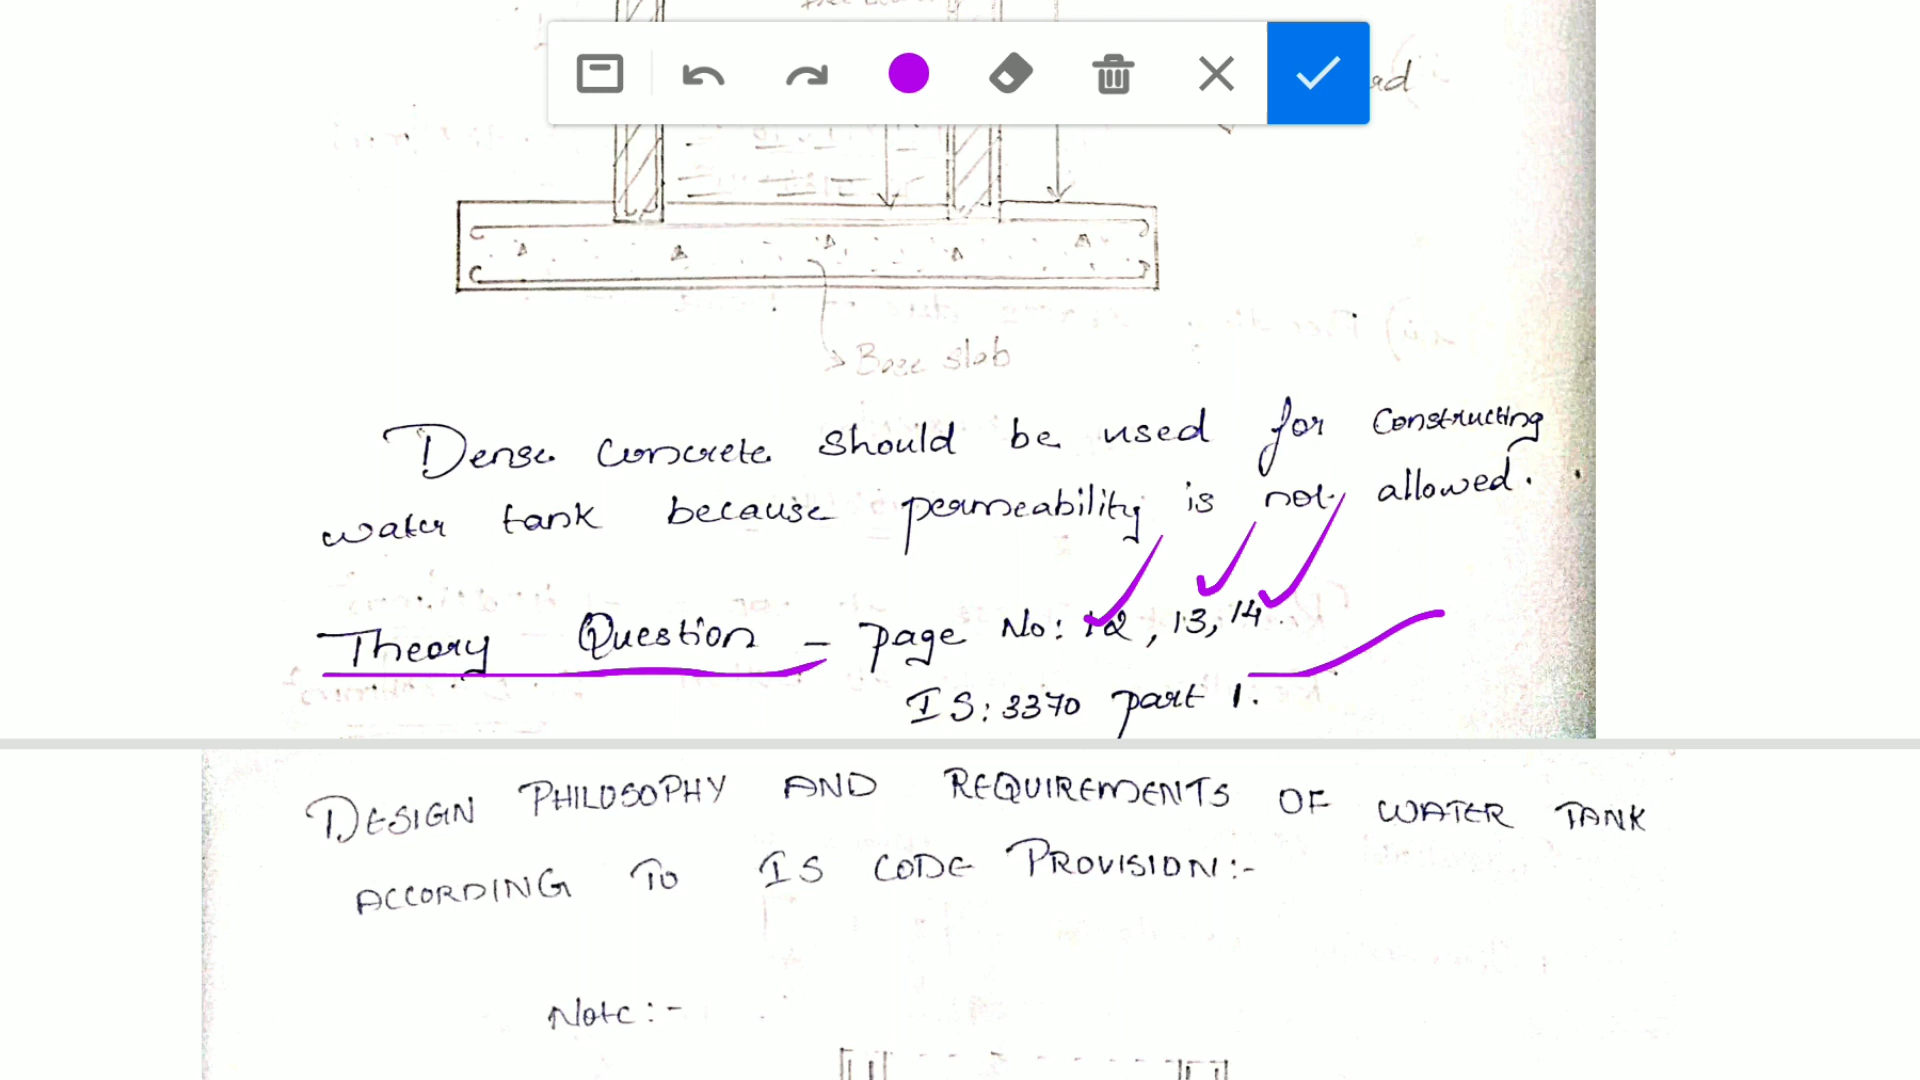 Base slab
Dense concrete should be used for constructing
water tank because permeability is not allowed.
Theory Question - page No: 12, 13, 14.
IS: 3370 part 1.
DESIGN PHILOSOPHY AND REQUIREMENTS OF WATER TANK
ACCORDING TO IS CODE PROVISION:-
Note:-